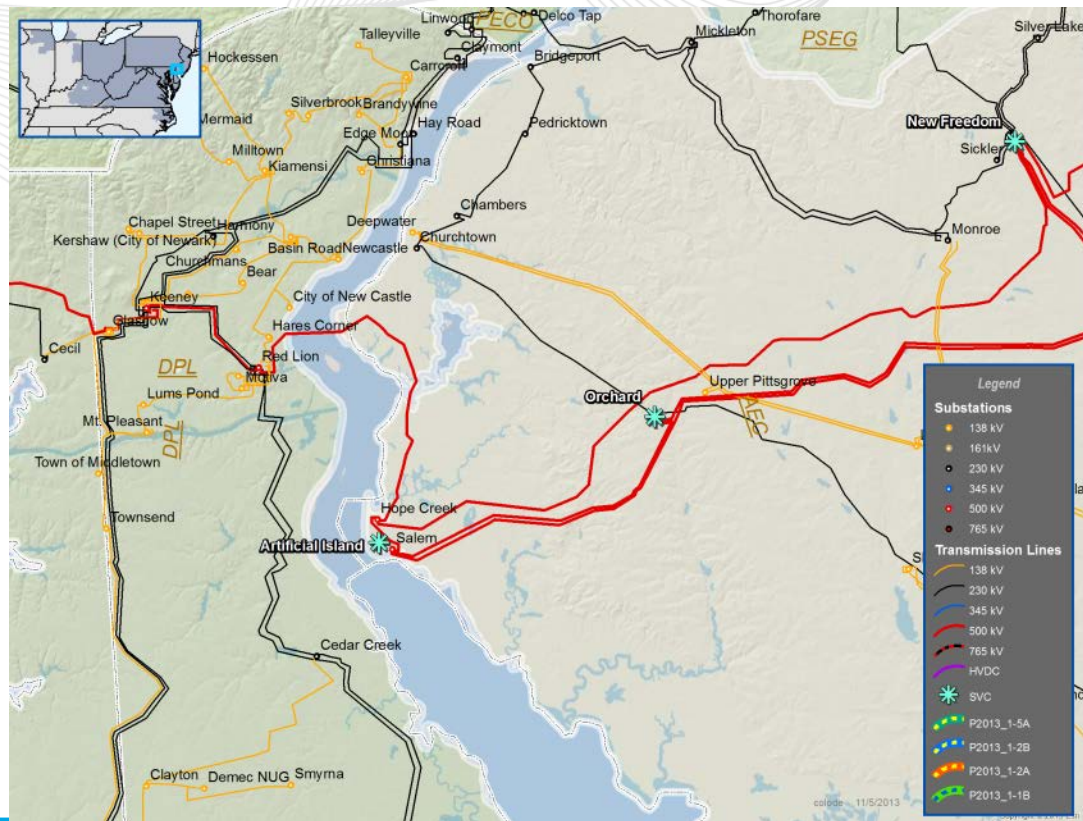 Linwood
PECO
Delco Tap
Thorofare
Talleyville
Claymont
Mickleton
PSEG
Silver Lake
Hockessen
Carrcroft
Bridgeport
Silverbrook
Brandywine
Mermaid
Edge Moor
Hay Road
Pedricktown
New Freedom
Milltown
Christiana
Sickler
Kiamensi
Chapel Street
Harmony
Deepwater
Chambers
Kershaw (City of Newark)
Churchtown
Monroe
Churchmans
Basin Road
Newcastle
Bear
Keeney
City of New Castle
Glasgow
Hares Corner
Cecil
DPL
Red Lion
Motiva
Upper Pittsgrove
Lums Pond
Orchard
AEC
Mt. Pleasant
DPL
Town of Middletown
Townsend
Hope Creek
Salem
Artificial Island
Cedar Creek
Clayton
Demec NUG
Smyrna
Legend
Substations
138 kV
161kV
230 kV
345 kV
500 kV
765 kV
Transmission Lines
138 kV
230 kV
345 kV
500 kV
765 kV
HVDC
SVC
P2013_1-5A
P2013_1-2B
P2013_1-2A
P2013_1-1B
colode 11/5/2013